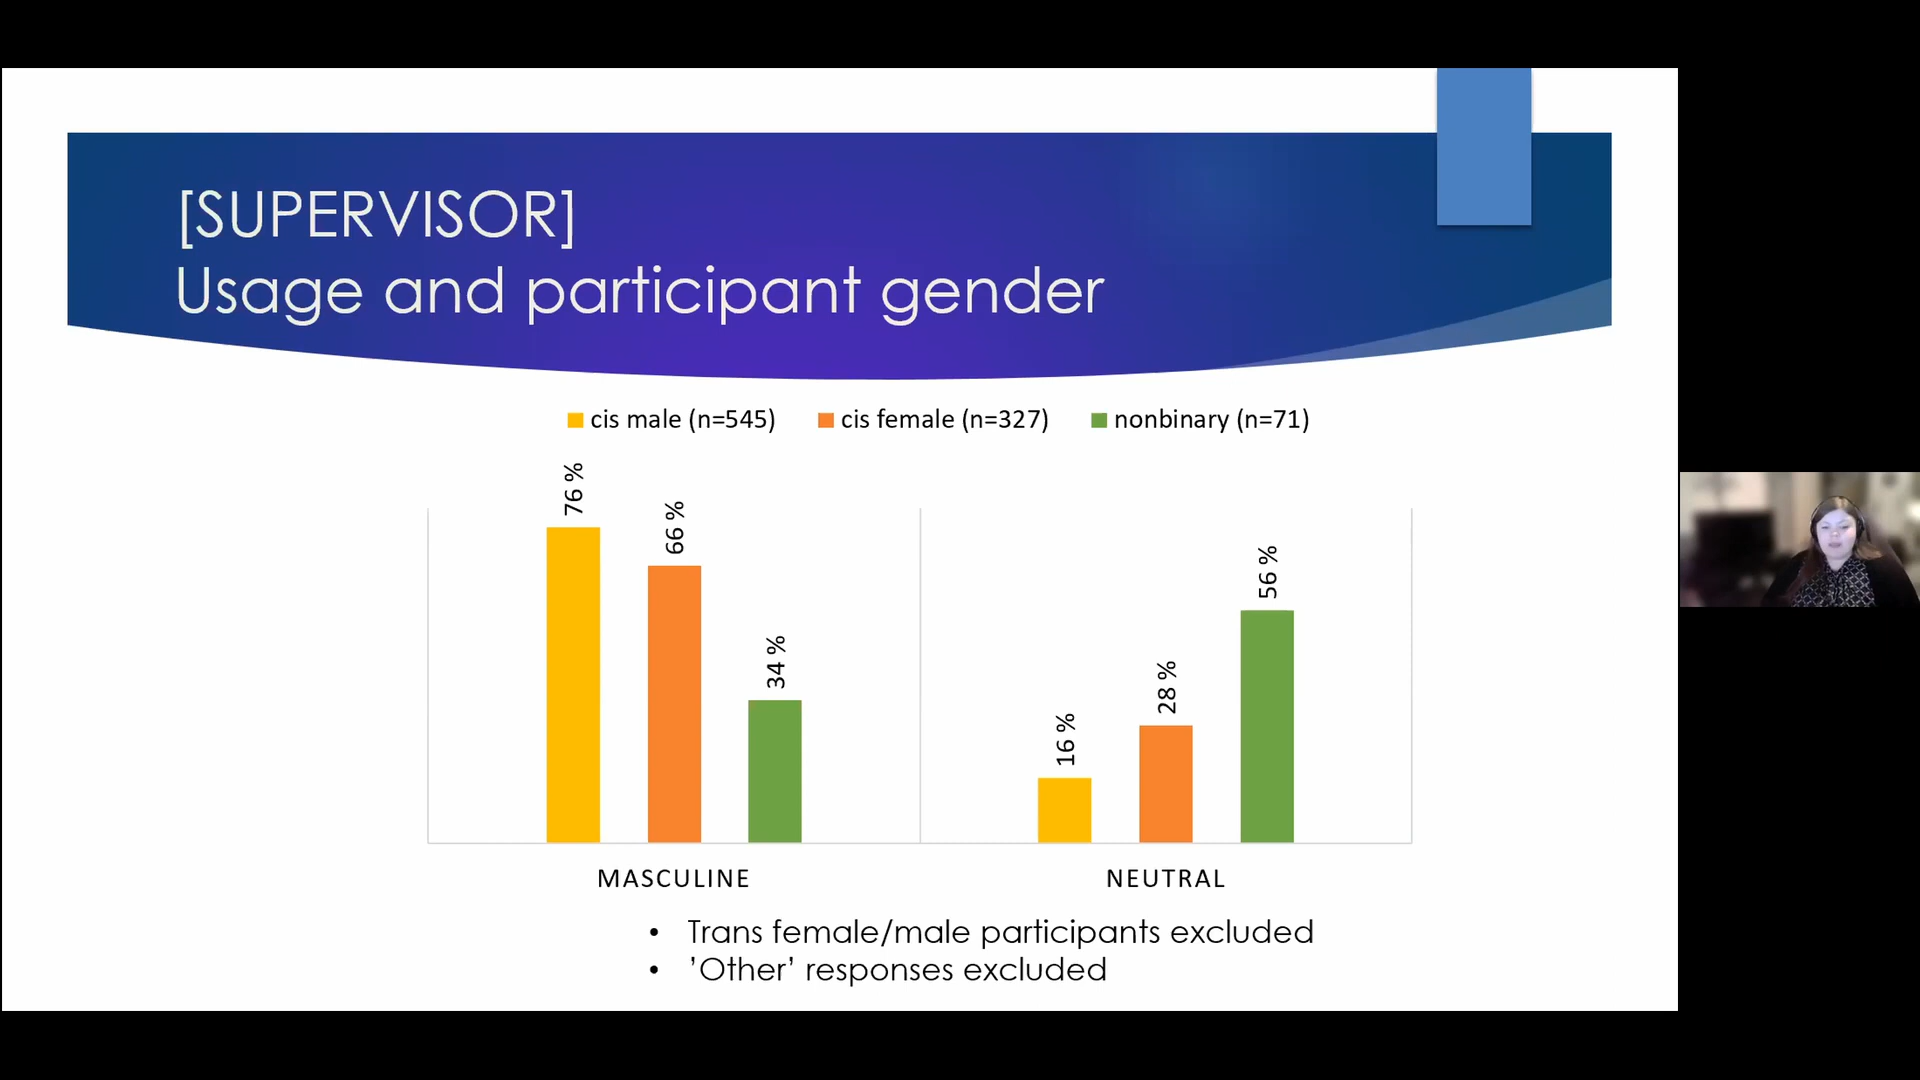 [SUPERVISOR]
Usage and participant gender
cis male (n=545) cis female (n=327) nonbinary (n=71)
76 %
66 %
34 %
16 %
28 %
56 %
MASCULINE NEUTRAL
• Trans female/male participants excluded
• ’Other’ responses excluded